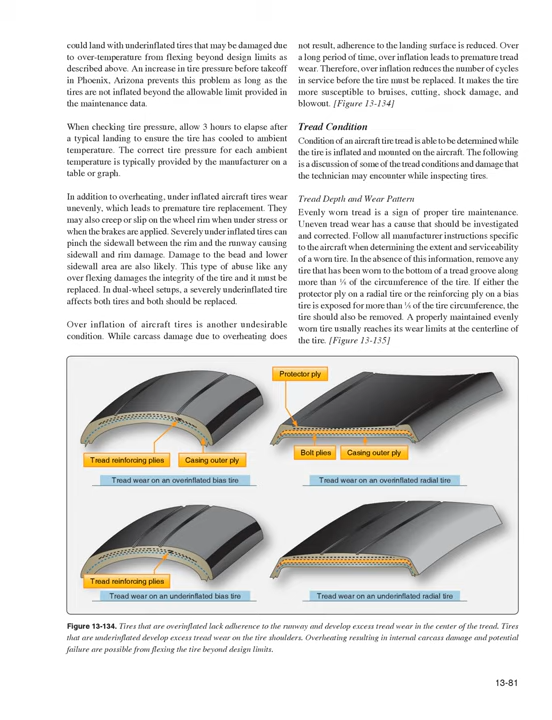 could land with underinflated tires that may be damaged due
to over-temperature from flexing beyond design limits as
described above. An increase in tire pressure before takeoff
in Phoenix, Arizona prevents this problem as long as the
tires are not inflated beyond the allowable limit provided in
the maintenance data.
When checking tire pressure, allow 3 hours to elapse after
a typical landing to ensure the tire has cooled to ambient
temperature. The correct tire pressure for each ambient
temperature is typically provided by the manufacturer on a
table or graph.
In addition to overheating, under inflated aircraft tires wear
unevenly, which leads to premature tire replacement. They
may also creep or slip on the wheel rim when under stress or
when the brakes are applied. Severely under inflated tires can
pinch the sidewall between the rim and the runway causing
sidewall and rim damage. Damage to the bead and lower
sidewall area are also likely. This type of abuse like any
over flexing damages the integrity of the tire and it must be
replaced. In dual-wheel setups, a severely underinflated tire
affects both tires and both should be replaced.
Over inflation of aircraft tires is another undesirable
condition. While carcass damage due to overheating does
not result, adherence to the landing surface is reduced. Over
a long period of time, over inflation leads to premature tread
wear. Therefore, over inflation reduces the number of cycles
in service before the tire must be replaced. It makes the tire
more susceptible to bruises, cutting, shock damage, and
blowout. [Figure 13-134]
Tread Condition
Condition of an aircraft tire tread is able to be determined while
the tire is inflated and mounted on the aircraft. The following
is a discussion of some of the tread conditions and damage that
the technician may encounter while inspecting tires.
Tread Depth and Wear Pattern
Evenly worn tread is a sign of proper tire maintenance.
Uneven tread wear has a cause that should be investigated
and corrected. Follow all manufacturer instructions specific
to the aircraft when determining the extent and serviceability
of a worn tire. In the absence of this information, remove any
tire that has been worn to the bottom of a tread groove along
more than ⅛ of the circumference of the tire. If either the
protector ply on a radial tire or the reinforcing ply on a bias
tire is exposed for more than ⅛ of the tire circumference, the
tire should also be removed. A properly maintained evenly
worn tire usually reaches its wear limits at the centerline of
the tire. [Figure 13-135]
Protector ply
Tread reinforcing plies
Casing outer ply
Bolt plies
Casing outer ply
Tread wear on an overinflated bias tire
Tread wear on an overinflated radial tire
Tread reinforcing plies
Tread wear on an underinflated bias tire
Tread wear on an underinflated radial tire
Figure 13-134. Tires that are overinflated lack adherence to the runway and develop excess tread wear in the center of the tread. Tires
that are underinflated develop excess tread wear on the tire shoulders. Overheating resulting in internal carcass damage and potential
failure are possible from flexing the tire beyond design limits.
13-81